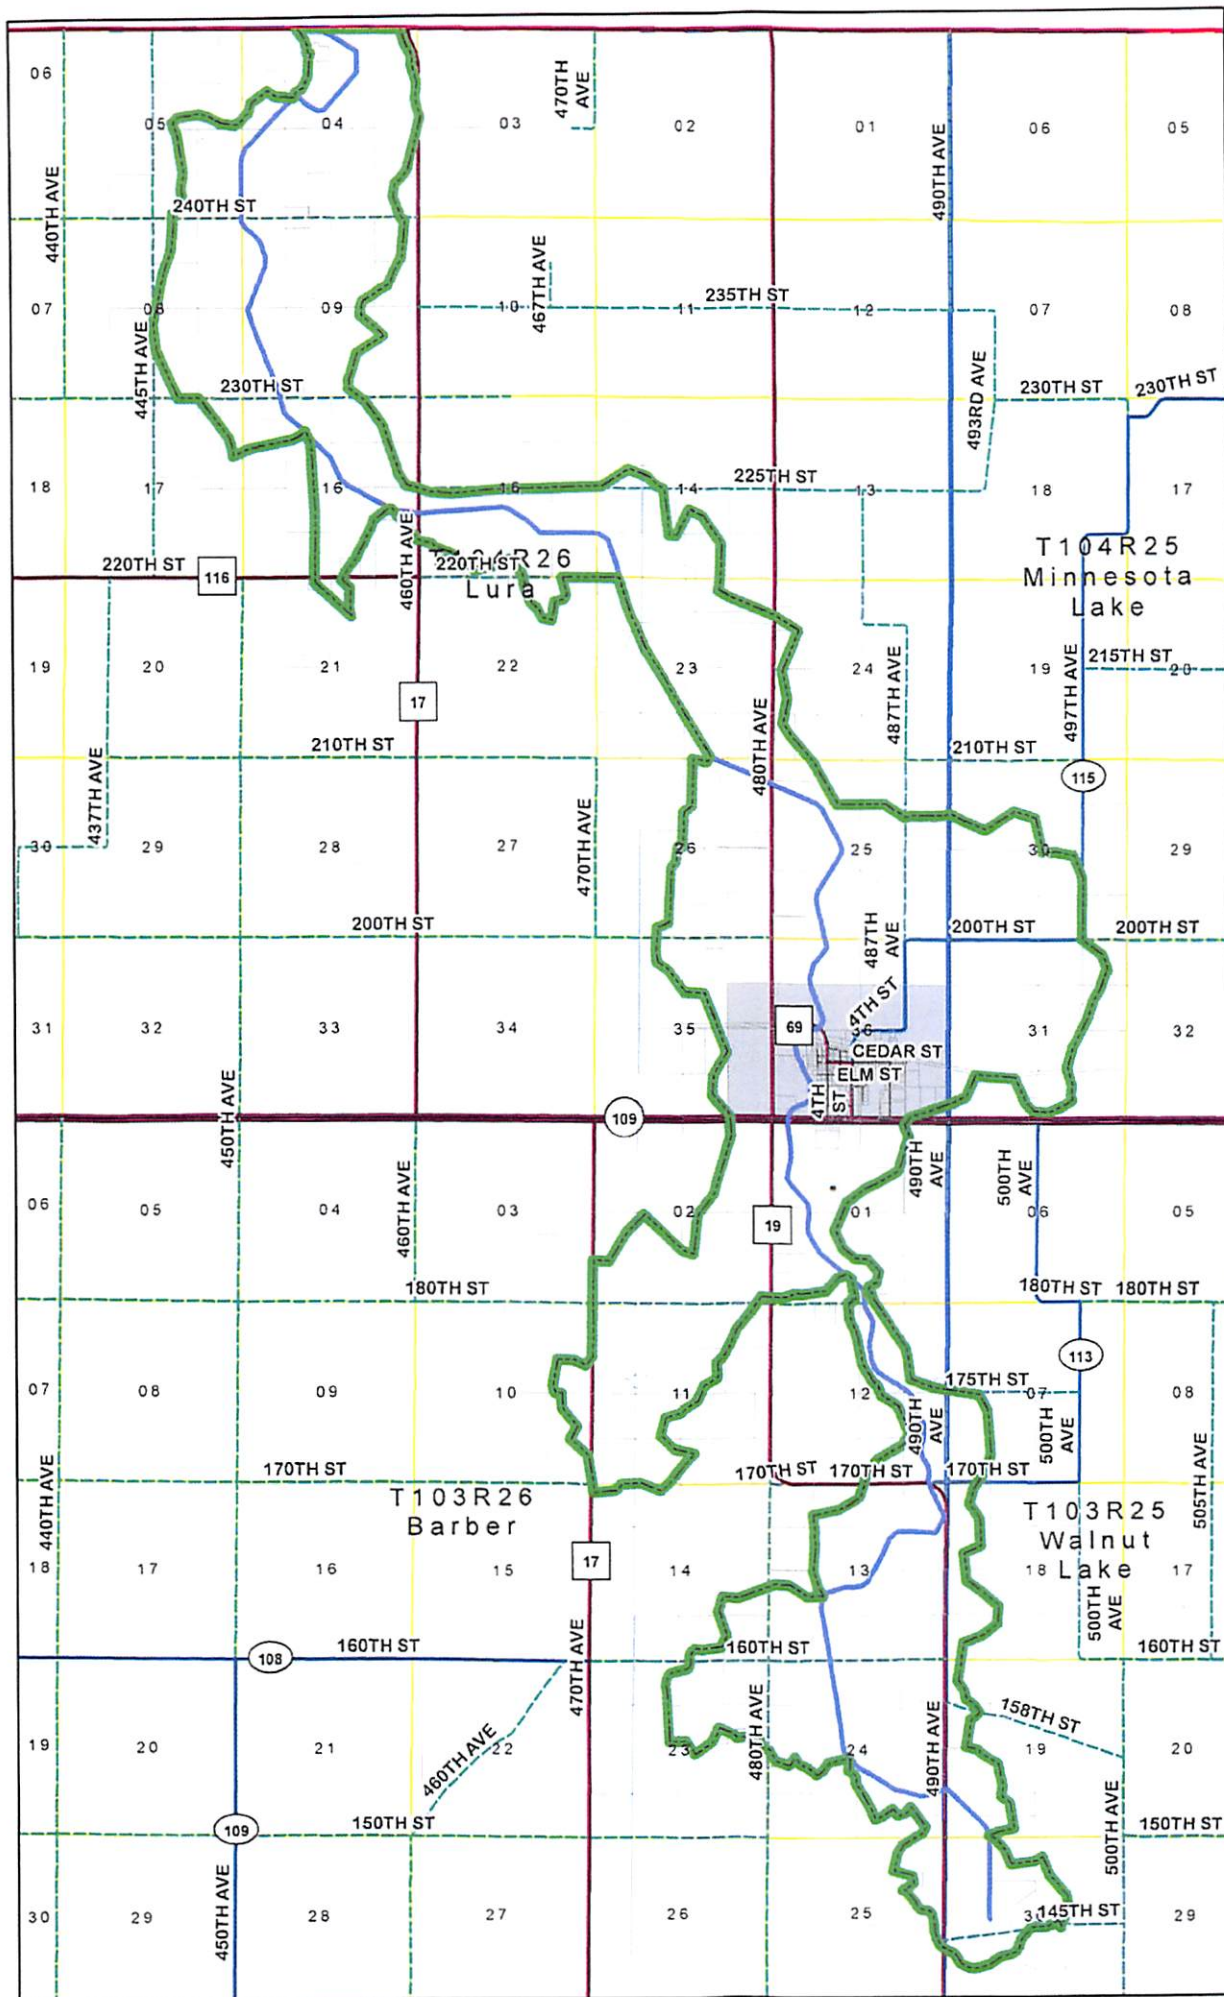 06
05
04
03
470TH
AVE
02
01
490TH AVE
06
05
440TH AVE
240TH ST
07
08
09
10
467TH AVE
235TH ST
11
12
07
08
445TH AVE
230TH ST
493RD AVE
230TH ST
230TH ST
18
17
16
16
14
225TH ST
13
18
17
220TH ST
116
460TH AVE
220TH ST
Lura
T104R25
Minnesota
Lake
19
20
21
22
23
24
19
215TH ST
20
17
480TH AVE
487TH AVE
497TH AVE
437TH AVE
210TH ST
210TH ST
115
30
29
28
27
470TH AVE
26
25
30
29
200TH ST
487TH
AVE
200TH ST
200TH ST
31
32
33
34
35
69
4TH ST
36
31
32
CEDAR ST
ELM ST
4TH
ST
450TH AVE
109
490TH
AVE
500TH
AVE
06
05
04
460TH AVE
03
02
19
01
06
05
180TH ST
180TH ST
180TH ST
113
07
08
09
10
11
12
490TH
AVE
175TH ST
07
500TH
AVE
08
440TH AVE
170TH ST
170TH ST
170TH ST
170TH ST
505TH AVE
T103R26
Barber
T103R25
Walnut
Lake
18
17
16
15
17
14
13
18
17
500TH
AVE
108
160TH ST
470TH AVE
160TH ST
160TH ST
158TH ST
19
20
21
460TH AVE
22
23
480TH AVE
24
490TH AVE
19
20
109
150TH ST
500TH AVE
150TH ST
30
29
450TH AVE
28
27
26
25
145TH ST
29